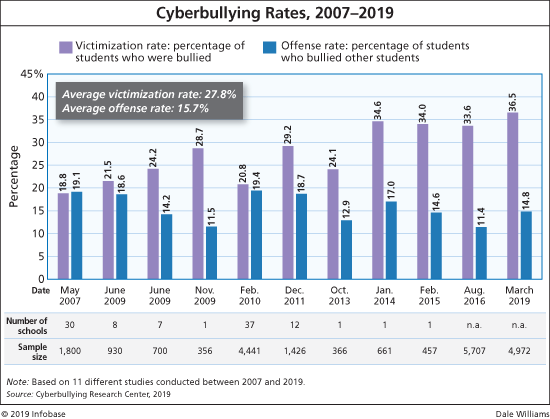 Cyberbullying Rates, 2007–2019
Victimization rate: percentage of
students who were bullied
Offense rate: percentage of students
who bullied other students
Average victimization rate: 27.8%
Average offense rate: 15.7%
Percentage
45%
40
35
30
25
20
15
10
5
0
18.8 19.1 21.5 18.6 24.2 14.2 28.7 11.5 20.8 19.4 29.2 18.7 24.1 12.9 34.6 17.0 34.0 14.6 33.6 11.4 36.5 14.8
Date May June June Nov. Feb. Dec. Oct. Jan. Feb. Aug. March
2007 2009 2009 2009 2010 2011 2013 2014 2015 2016 2019
Number of
schools 30 8 7 1 37 12 1 1 1 n.a. n.a.
Sample
size 1,800 930 700 356 4,441 1,426 366 661 457 5,707 4,972
Note: Based on 11 different studies conducted between 2007 and 2019.
Source: Cyberbullying Research Center, 2019
© 2019 Infobase Dale Williams